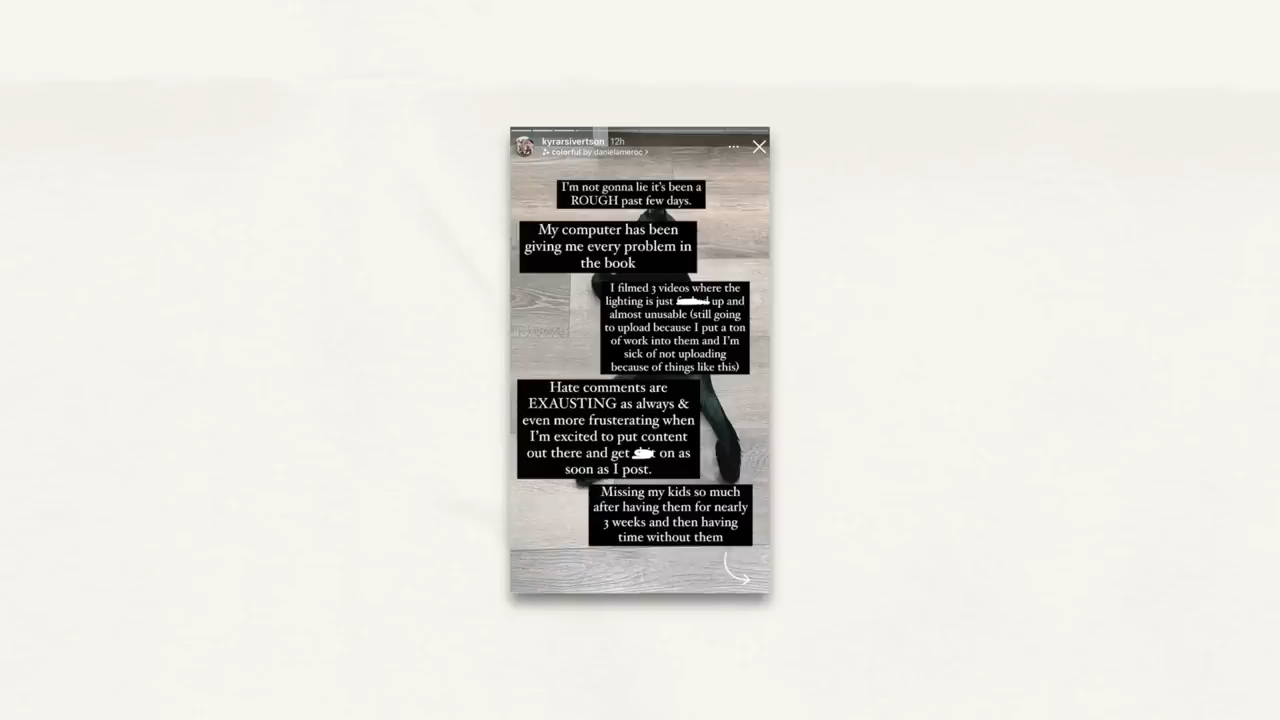 kyrarsivertson 12h
colorful by danielameroc >
I'm not gonna lie it's been a
ROUGH past few days.
My computer has been
giving me every problem in
the book
I filmed 3 videos where the
lighting is just up and
almost unusable (still going
to upload because I put a ton
of work into them and I'm
sick of not uploading
because of things like this)
Hate comments are
EXAUSTING as always &
even more frusterating when
I'm excited to put content
out there and get on as
soon as I post.
Missing my kids so much
after having them for nearly
3 weeks and then having
time without them